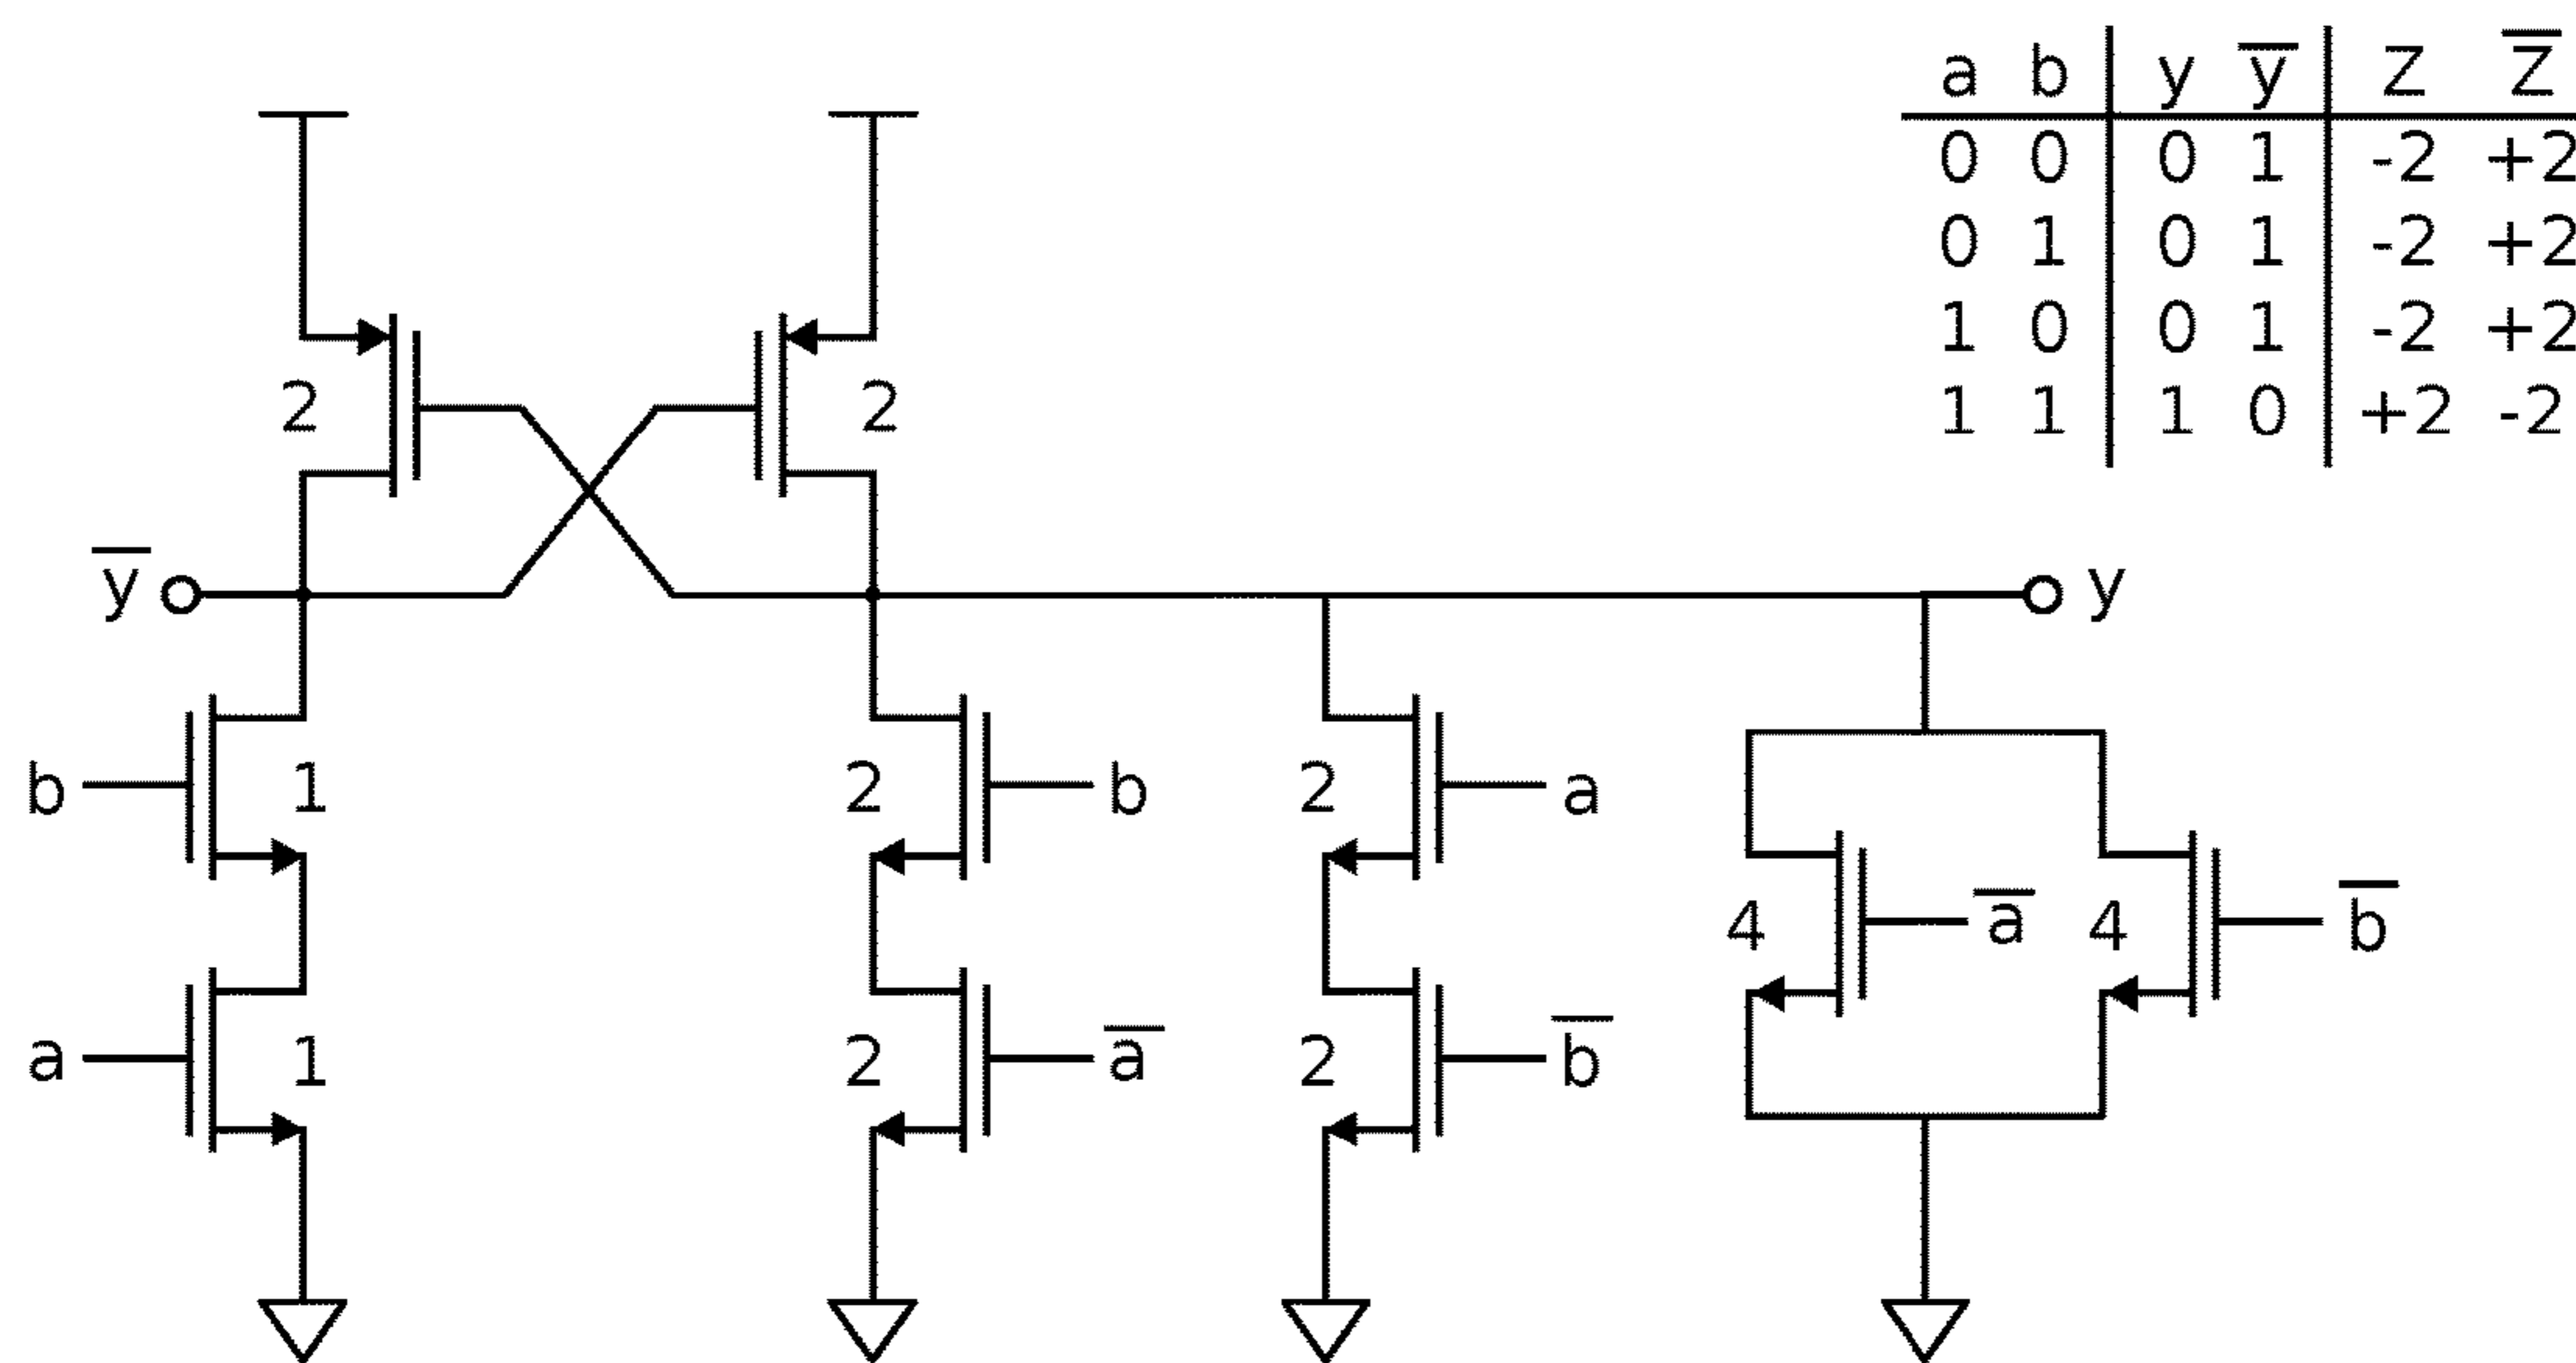 a b y y̅ Z Z̅
0 0 0 1 -2 +2
0 1 0 1 -2 +2
1 0 0 1 -2 +2
1 1 1 0 +2 -2
2 2
y̅ y
b 1 2 b 2 a
4 a̅ 4 b̅
a 1 2 a̅ 2 b̅